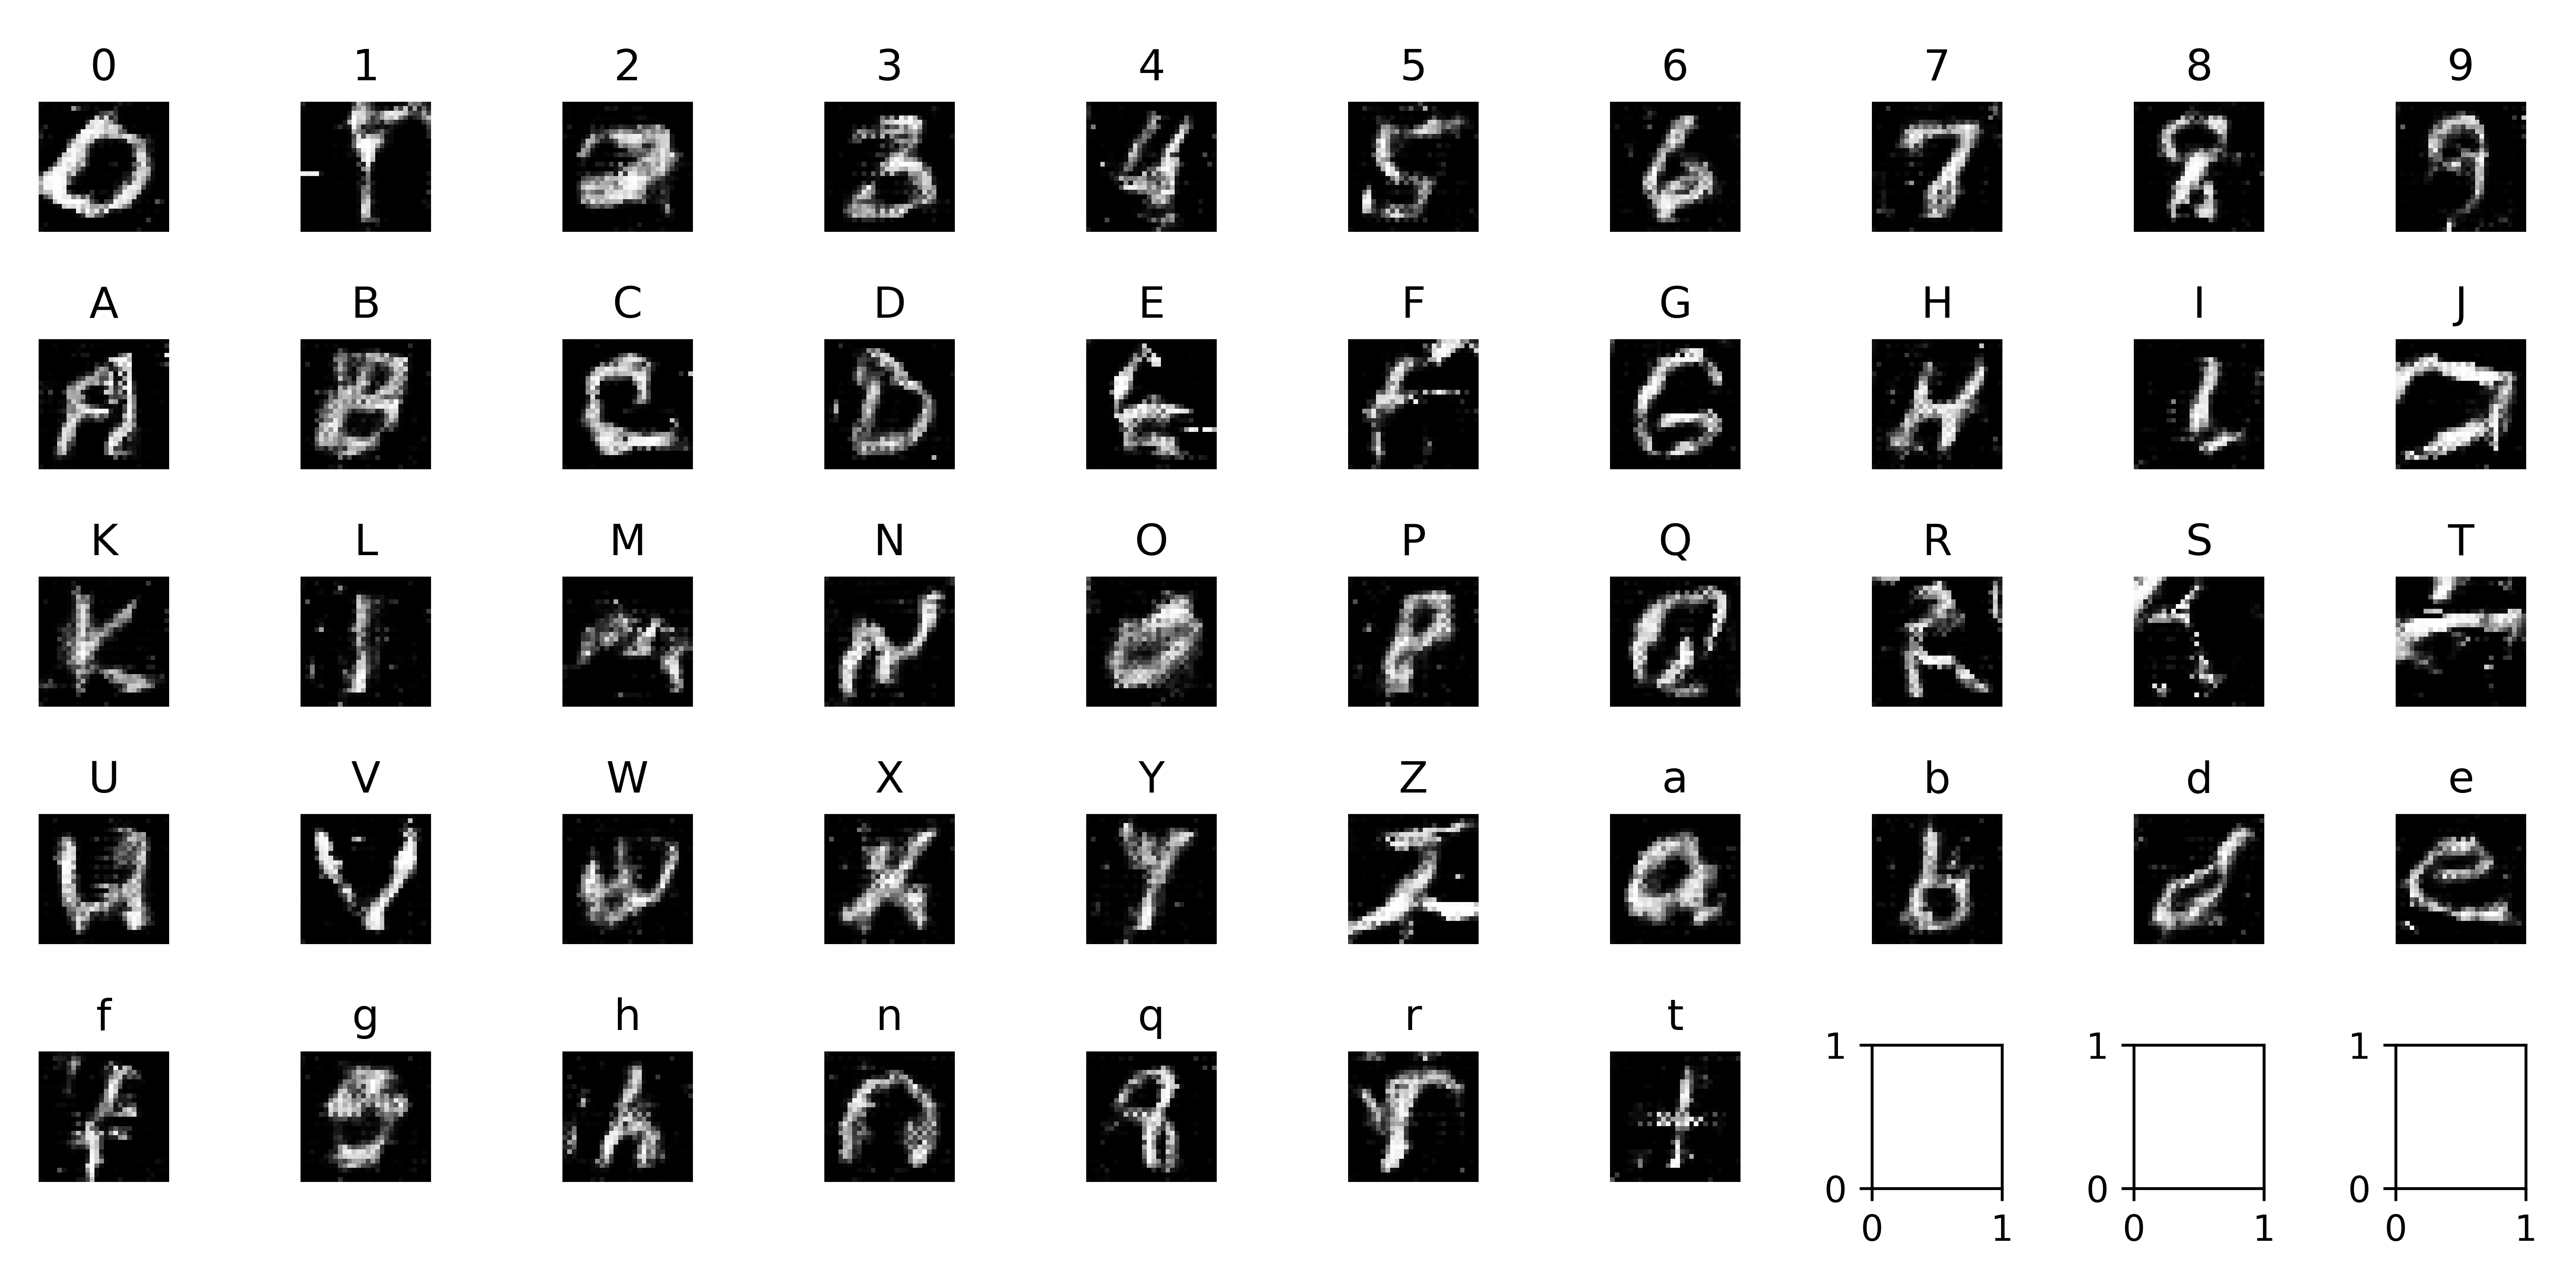 0 1 2 3 4 5 6 7 8 9
A B C D E F G H I J
K L M N O P Q R S T
U V W X Y Z a b d e
f g h n q r t
1 1 1
0 0 0
0 1 0 1 0 1